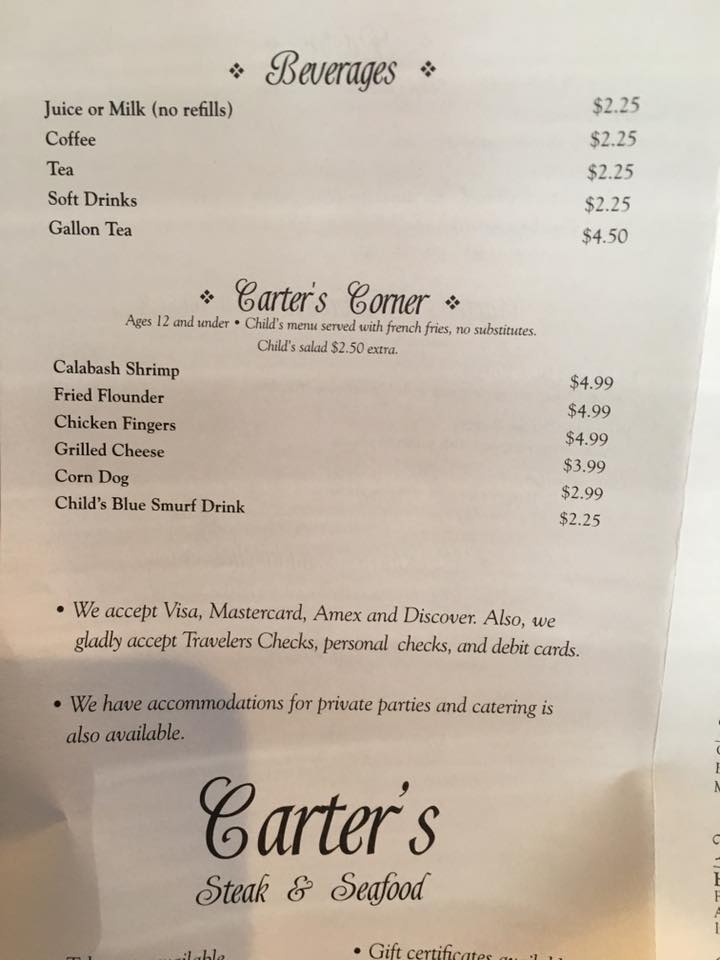 Beverages
Juice or Milk (no refills) $2.25
Coffee $2.25
Tea $2.25
Soft Drinks $2.25
Gallon Tea $4.50
Carter's Corner
Ages 12 and under • Child's menu served with french fries, no substitutes.
Child's salad $2.50 extra.
Calabash Shrimp $4.99
Fried Flounder $4.99
Chicken Fingers $4.99
Grilled Cheese $3.99
Corn Dog $2.99
Child's Blue Smurf Drink $2.25
• We accept Visa, Mastercard, Amex and Discover. Also, we
gladly accept Travelers Checks, personal checks, and debit cards.
• We have accommodations for private parties and catering is
also available.
Carter's
Steak & Seafood
• Gift certificates